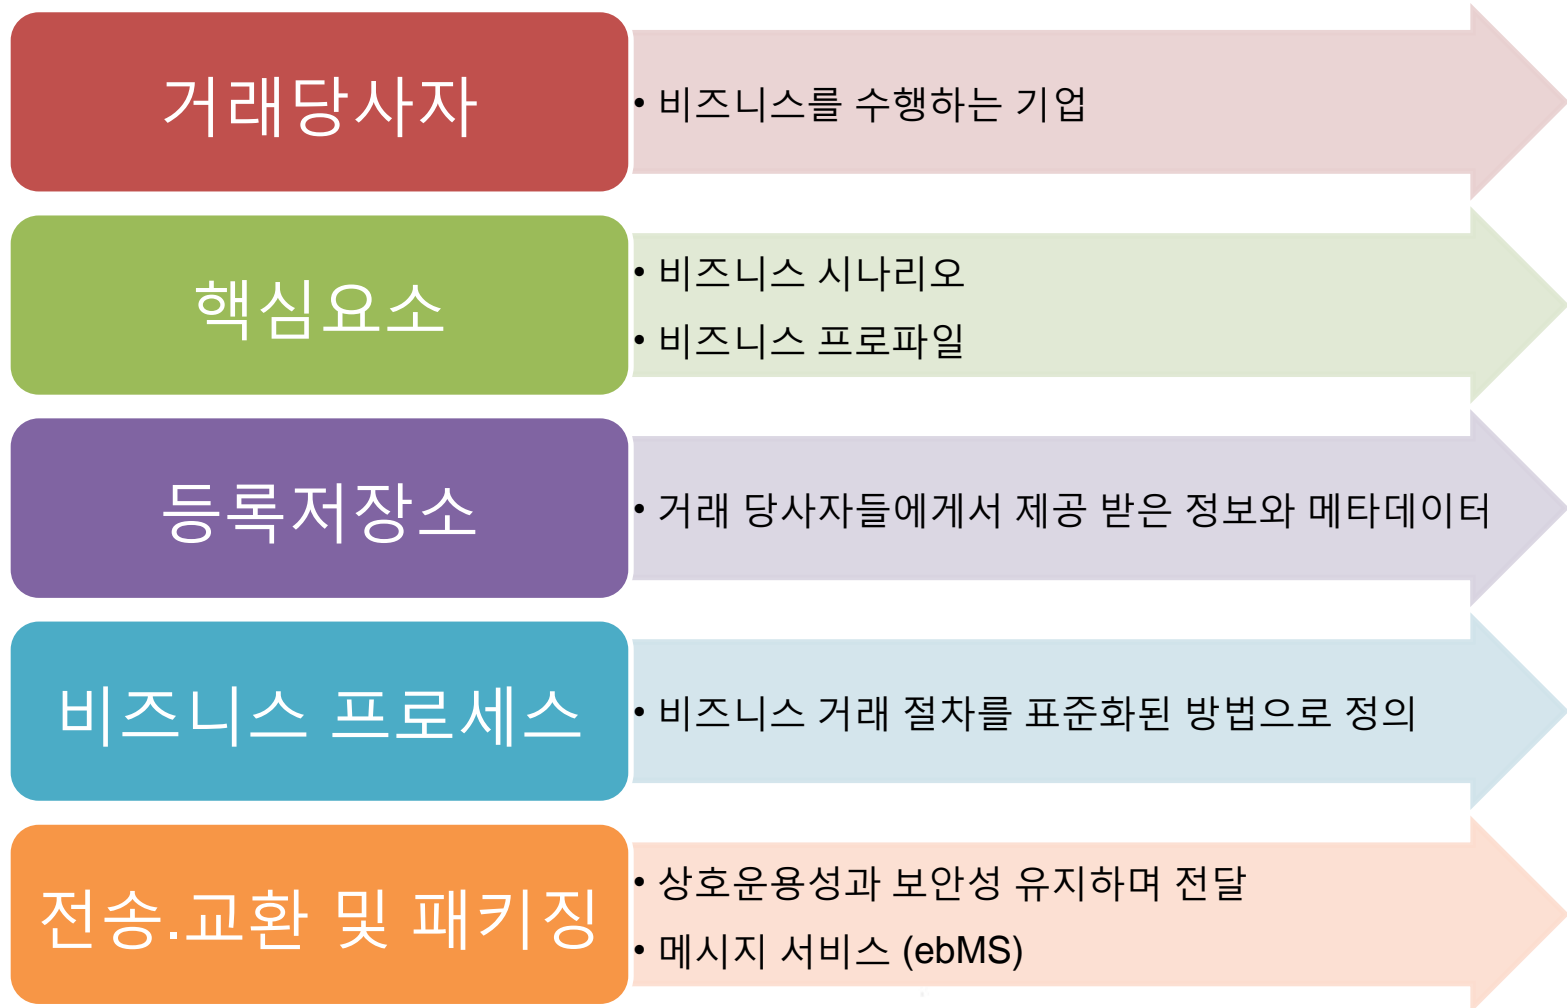 거래당사자
• 비즈니스를 수행하는 기업
핵심요소
• 비즈니스 시나리오
• 비즈니스 프로파일
등록저장소
• 거래 당사자들에게서 제공 받은 정보와 메타데이터
비즈니스 프로세스
• 비즈니스 거래 절차를 표준화된 방법으로 정의
전송.교환 및 패키징
• 상호운용성과 보안성 유지하며 전달
• 메시지 서비스 (ebMS)